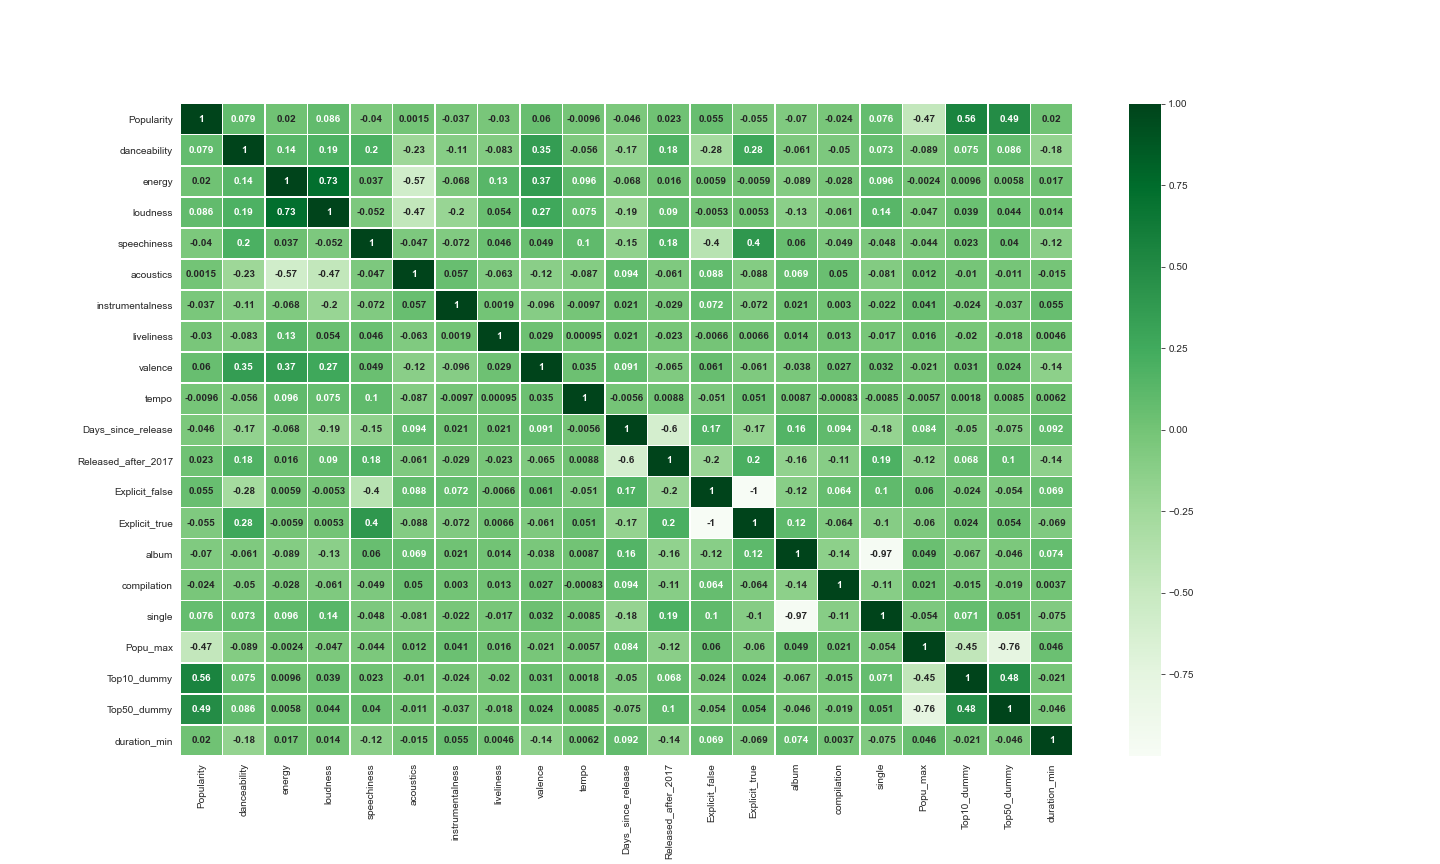 Popularity 1 0.079 0.02 0.086 -0.04 0.0015 -0.037 -0.03 0.06 -0.0096 -0.046 0.023 0.055 -0.055 -0.07 -0.024 0.076 -0.47 0.56 0.49 0.02
danceability 0.079 1 0.14 0.19 0.2 -0.23 -0.11 -0.083 0.35 -0.056 -0.17 0.18 -0.28 0.28 -0.061 -0.05 0.073 -0.089 0.075 0.086 -0.18
energy 0.02 0.14 1 0.73 0.037 -0.57 -0.068 0.13 0.37 0.096 -0.068 0.016 0.0059 -0.0059 -0.089 -0.028 0.096 -0.0024 0.0096 0.0058 0.017
loudness 0.086 0.19 0.73 1 -0.052 -0.47 -0.2 0.054 0.27 0.075 -0.19 0.09 -0.0053 0.0053 -0.13 -0.061 0.14 -0.047 0.039 0.044 0.014
speechiness -0.04 0.2 0.037 -0.052 1 -0.047 -0.072 0.046 0.049 0.1 -0.15 0.18 -0.4 0.4 0.06 -0.049 -0.048 -0.044 0.023 0.04 -0.12
acoustics 0.0015 -0.23 -0.57 -0.47 -0.047 1 0.057 -0.063 -0.12 -0.087 0.094 -0.061 0.088 -0.088 0.069 0.05 -0.081 0.012 -0.01 -0.011 -0.015
instrumentalness -0.037 -0.11 -0.068 -0.2 -0.072 0.057 1 0.0019 -0.096 -0.0097 0.021 -0.029 0.072 -0.072 0.021 0.003 -0.022 0.041 -0.024 -0.037 0.055
liveliness -0.03 -0.083 0.13 0.054 0.046 -0.063 0.0019 1 0.029 0.00095 0.021 -0.023 -0.0066 0.0066 0.014 0.013 -0.017 0.016 -0.02 -0.018 0.0046
valence 0.06 0.35 0.37 0.27 0.049 -0.12 -0.096 0.029 1 0.035 0.091 -0.065 0.061 -0.061 -0.038 0.027 0.032 -0.021 0.031 0.024 -0.14
tempo -0.0096 -0.056 0.096 0.075 0.1 -0.087 -0.0097 0.00095 0.035 1 -0.0056 0.0088 -0.051 0.051 0.0087 -0.00083 -0.0085 -0.0057 0.0018 0.0085 0.0062
Days_since_release -0.046 -0.17 -0.068 -0.19 -0.15 0.094 0.021 0.021 0.091 -0.0056 1 -0.6 0.17 -0.17 0.16 0.094 -0.18 0.084 -0.05 -0.075 0.092
Released_after_2017 0.023 0.18 0.016 0.09 0.18 -0.061 -0.029 -0.023 -0.065 0.0088 -0.6 1 -0.2 0.2 -0.16 -0.11 0.19 -0.12 0.068 0.1 -0.14
Explicit_false 0.055 -0.28 0.0059 -0.0053 -0.4 0.088 0.072 -0.0066 0.061 -0.051 0.17 -0.2 1 -1 -0.12 0.064 0.1 0.06 -0.024 -0.054 0.069
Explicit_true -0.055 0.28 -0.0059 0.0053 0.4 -0.088 -0.072 0.0066 -0.061 0.051 -0.17 0.2 -1 1 0.12 -0.064 -0.1 -0.06 0.024 0.054 -0.069
album -0.07 -0.061 -0.089 -0.13 0.06 0.069 0.021 0.014 -0.038 0.0087 0.16 -0.16 -0.12 0.12 1 -0.14 -0.97 0.049 -0.067 -0.046 0.074
compilation -0.024 -0.05 -0.028 -0.061 -0.049 0.05 0.003 0.013 0.027 -0.00083 0.094 -0.11 0.064 -0.064 -0.14 1 -0.11 0.021 -0.015 -0.019 0.0037
single 0.076 0.073 0.096 0.14 -0.048 -0.081 -0.022 -0.017 0.032 -0.0085 -0.18 0.19 0.1 -0.1 -0.97 -0.11 1 -0.054 0.071 0.051 -0.075
Popu_max -0.47 -0.089 -0.0024 -0.047 -0.044 0.012 0.041 0.016 -0.021 -0.0057 0.084 -0.12 0.06 -0.06 0.049 0.021 -0.054 1 -0.45 -0.76 0.046
Top10_dummy 0.56 0.075 0.0096 0.039 0.023 -0.01 -0.024 -0.02 0.031 0.0018 -0.05 0.068 -0.024 0.024 -0.067 -0.015 0.071 -0.45 1 0.48 -0.021
Top50_dummy 0.49 0.086 0.0058 0.044 0.04 -0.011 -0.037 -0.018 0.024 0.0085 -0.075 0.1 -0.054 0.054 -0.046 -0.019 0.051 -0.76 0.48 1 -0.046
duration_min 0.02 -0.18 0.017 0.014 -0.12 -0.015 0.055 0.0046 -0.14 0.0062 0.092 -0.14 0.069 -0.069 0.074 0.0037 -0.075 0.046 -0.021 -0.046 1
Popularity
danceability
energy
loudness
speechiness
acoustics
instrumentalness
liveliness
valence
tempo
Days_since_release
Released_after_2017
Explicit_false
Explicit_true
album
compilation
single
Popu_max
Top10_dummy
Top50_dummy
duration_min
1.00
0.75
0.50
0.25
0.00
-0.25
-0.50
-0.75